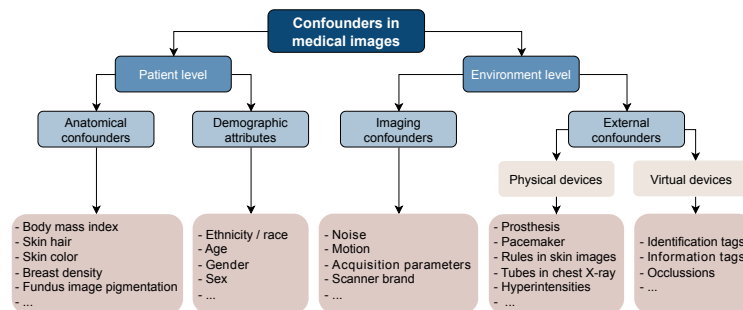 Confounders in
medical images
Patient level
Environment level
Anatomical
confounders
Demographic
attributes
Imaging
confounders
External
confounders
Physical devices
Virtual devices
- Body mass index
- Skin hair
- Skin color
- Breast density
- Fundus image pigmentation
- ...
- Ethnicity / race
- Age
- Gender
- Sex
- ...
- Noise
- Motion
- Acquisition parameters
- Scanner brand
- ...
- Prosthesis
- Pacemaker
- Rules in skin images
- Tubes in chest X-ray
- Hyperintensities
- ...
- Identification tags
- Information tags
- Occlussions
- ...